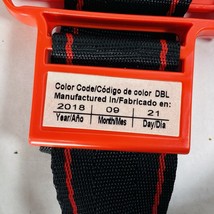 Color Code/Código de color DBL
Manufactured in/Fabricado en:
2018 09 21
Year/Año Month/Mes Day/Día